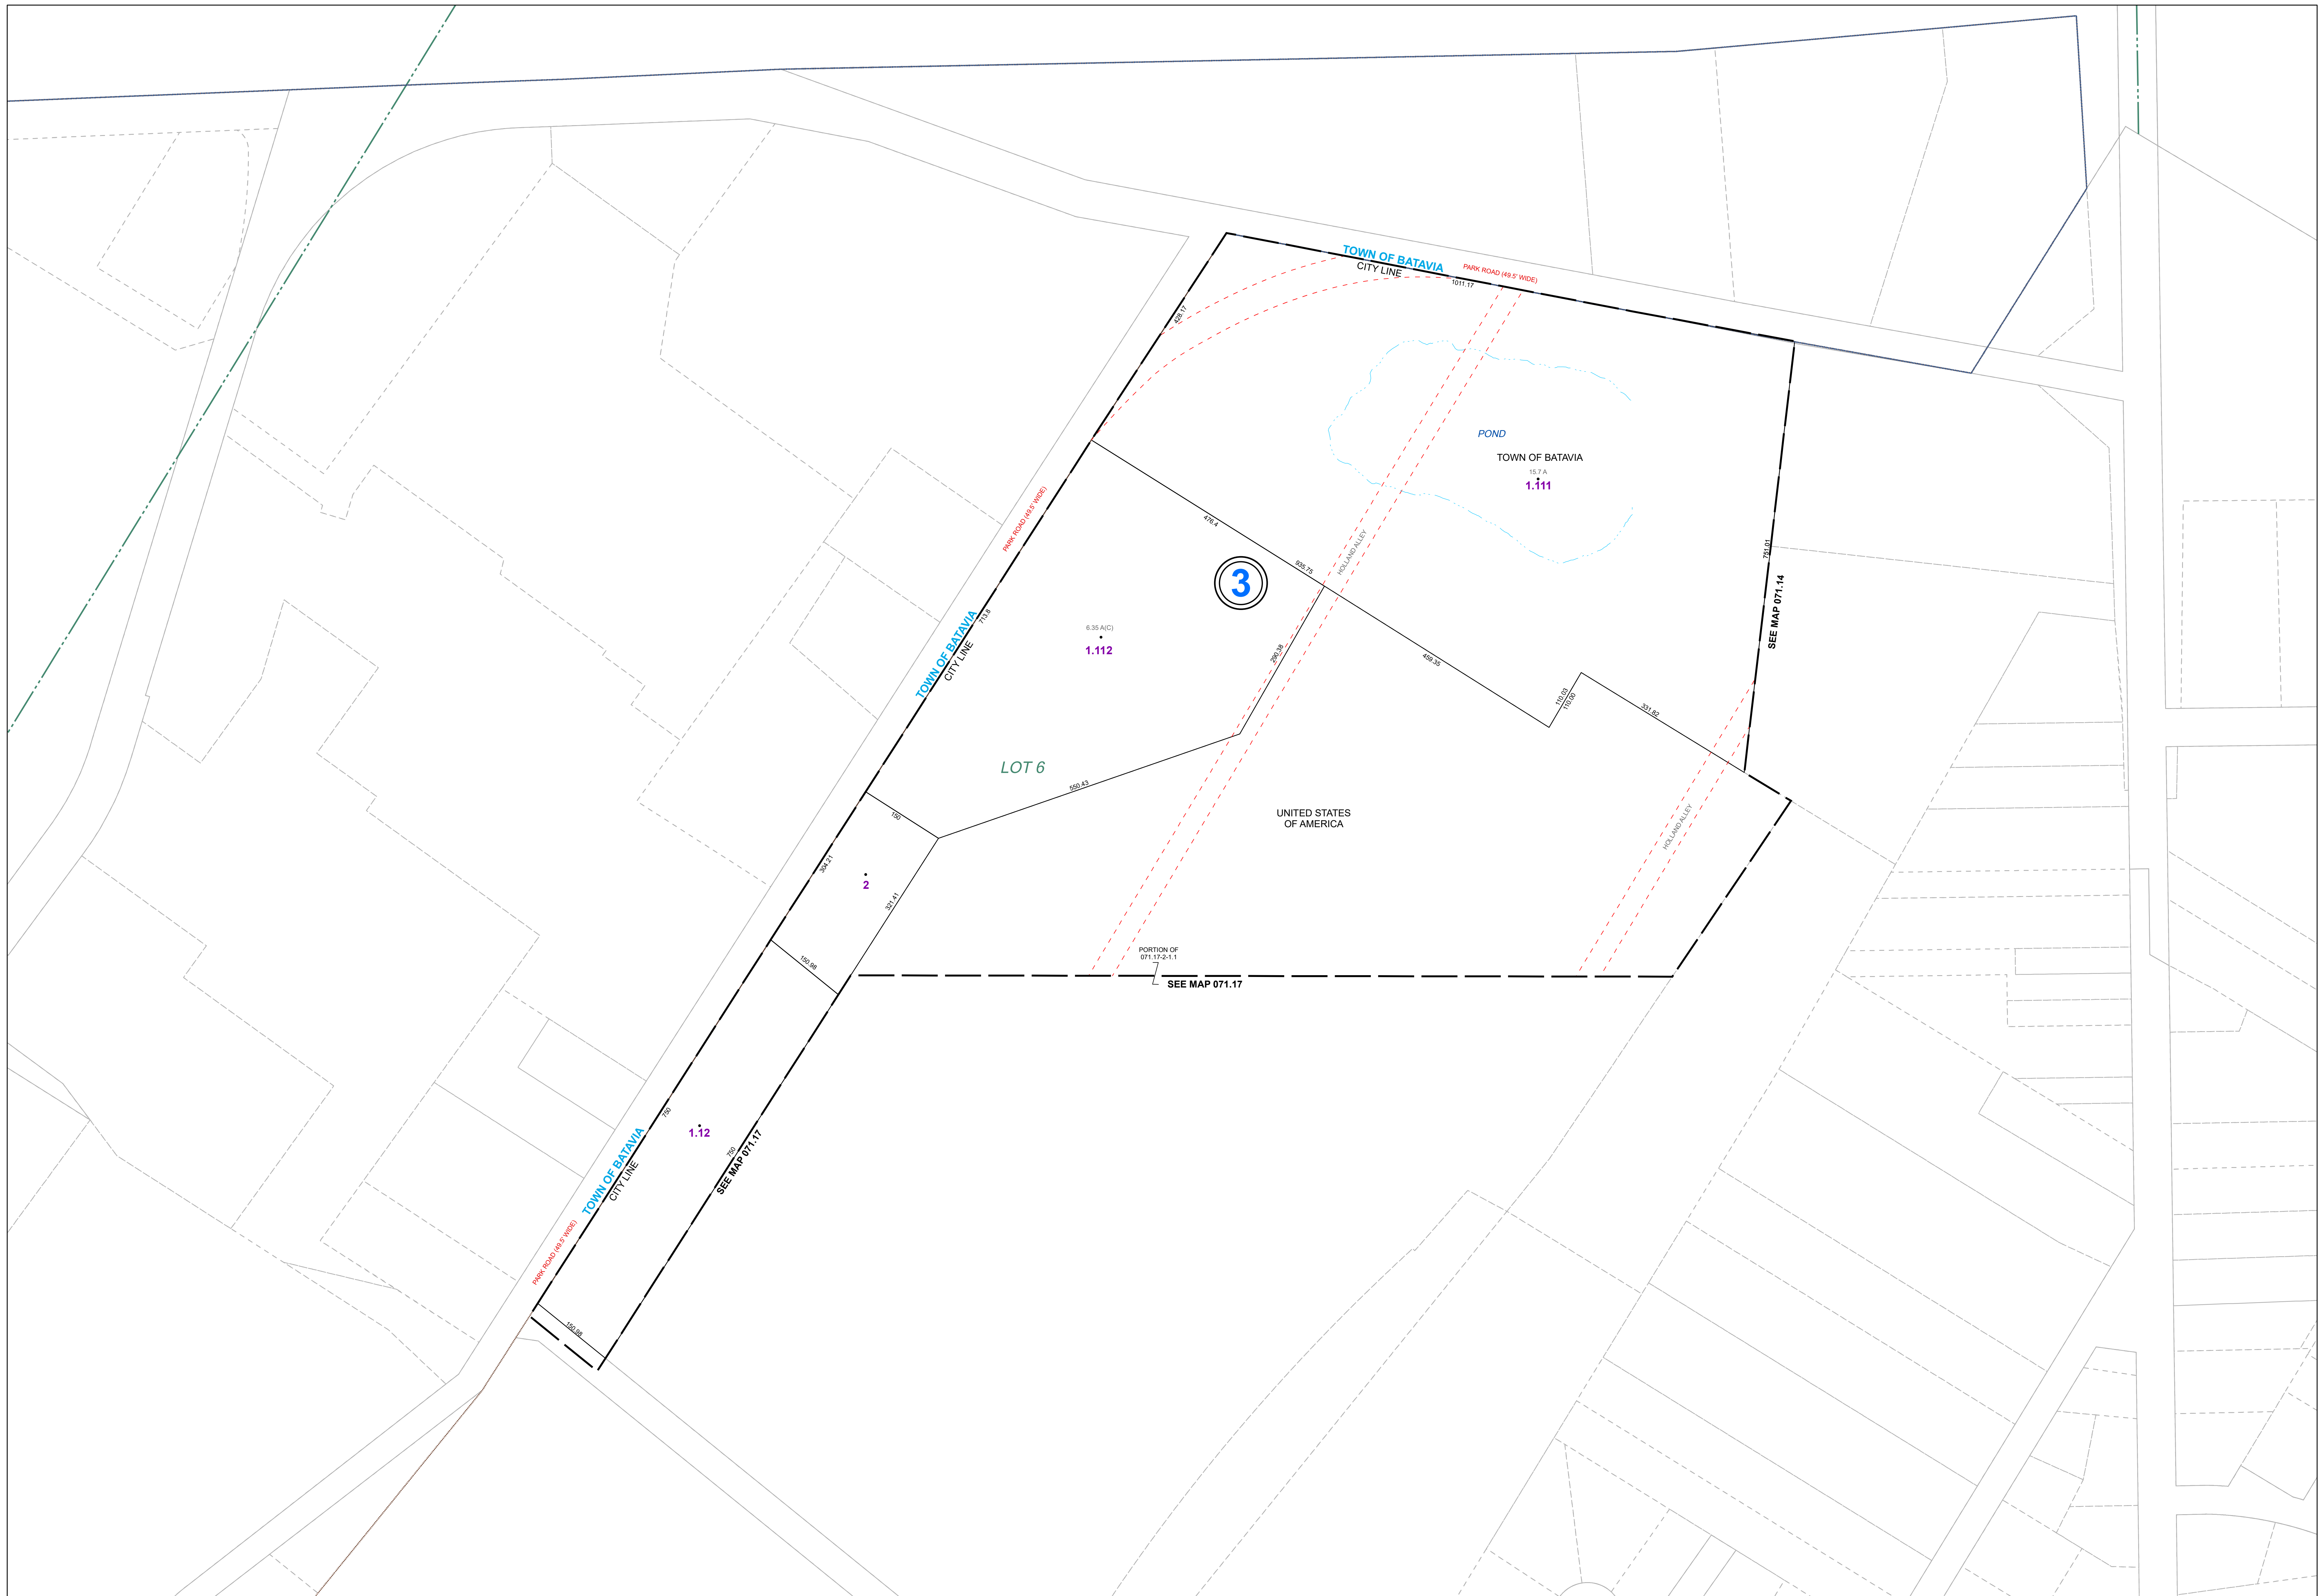 TOWN OF BATAVIA
CITY LINE
PARK ROAD (49.5' WIDE)
1011.17
428.17
POND
TOWN OF BATAVIA
15.7 A
1.111
PARK ROAD (49.5' WIDE)
476.4
935.75
HOLLAND ALLEY
751.01
SEE MAP 071.14
3
TOWN OF BATAVIA
CITY LINE
713.8
6.35 A(C)
1.112
290.38
459.35
110.03
110.00
331.82
LOT 6
550.43
150
UNITED STATES
OF AMERICA
HOLLAND ALLEY
304.21
2
321.41
150.98
PORTION OF
071.17-2-1.1
SEE MAP 071.17
750
1.12
750
SEE MAP 071.17
TOWN OF BATAVIA
CITY LINE
PARK ROAD (49.5' WIDE)
150.98